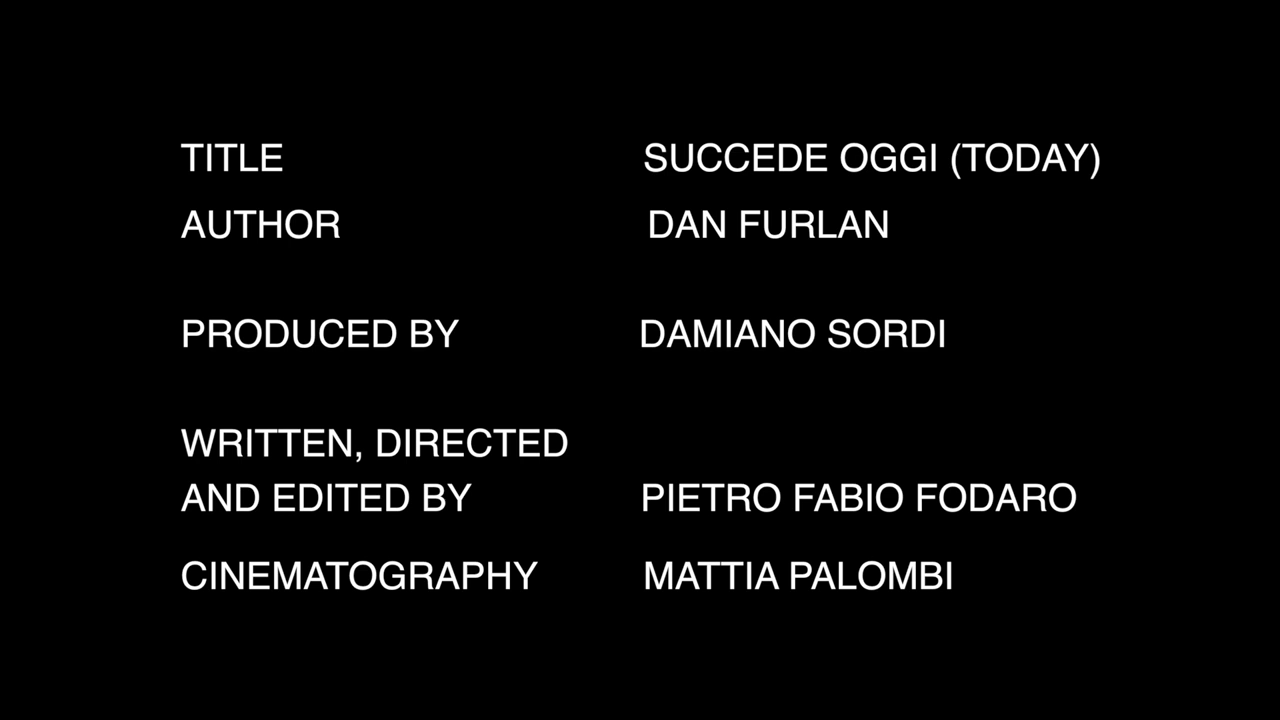 TITLE SUCCEDE OGGI (TODAY)
AUTHOR DAN FURLAN
PRODUCED BY DAMIANO SORDI
WRITTEN, DIRECTED
AND EDITED BY PIETRO FABIO FODARO
CINEMATOGRAPHY MATTIA PALOMBI